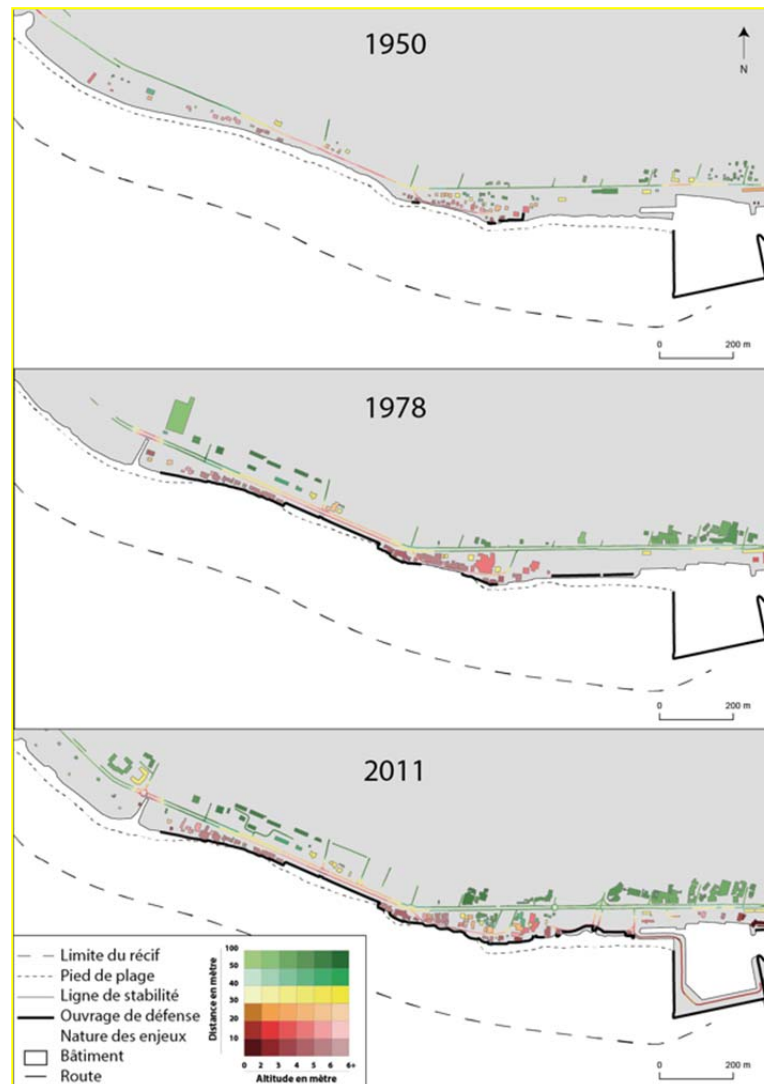 1950
N
0 200 m
1978
0 200 m
2011
Limite du récif
Pied de plage
Ligne de stabilité
Ouvrage de défense
Nature des enjeux
Bâtiment
Route
Distance en mètre
100
50
40
30
20
10
0 2 3 4 5 6 6+
Altitude en mètre
0 200 m